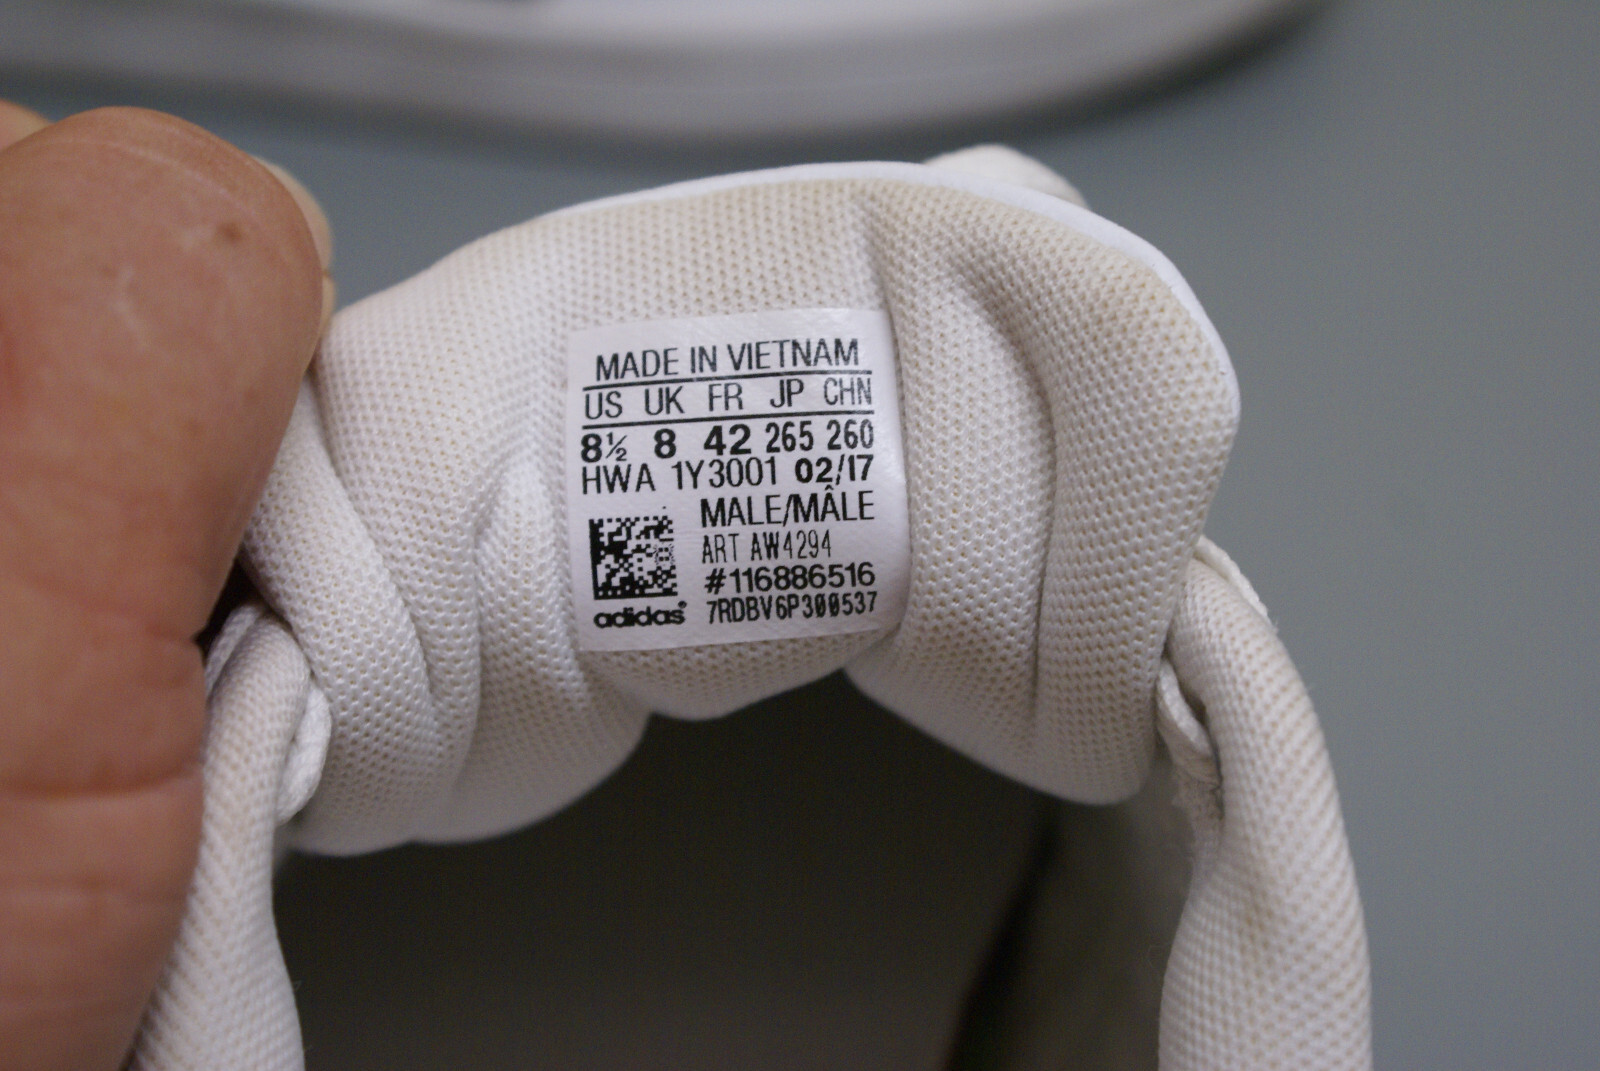 MADE IN VIETNAM
US UK FR JP CHN
8½ 8 42 265 260
HWA 1Y3001 02/17
MALE/MÂLE
ART AW4294
#116886516
adidas® 7RDBV6P300537